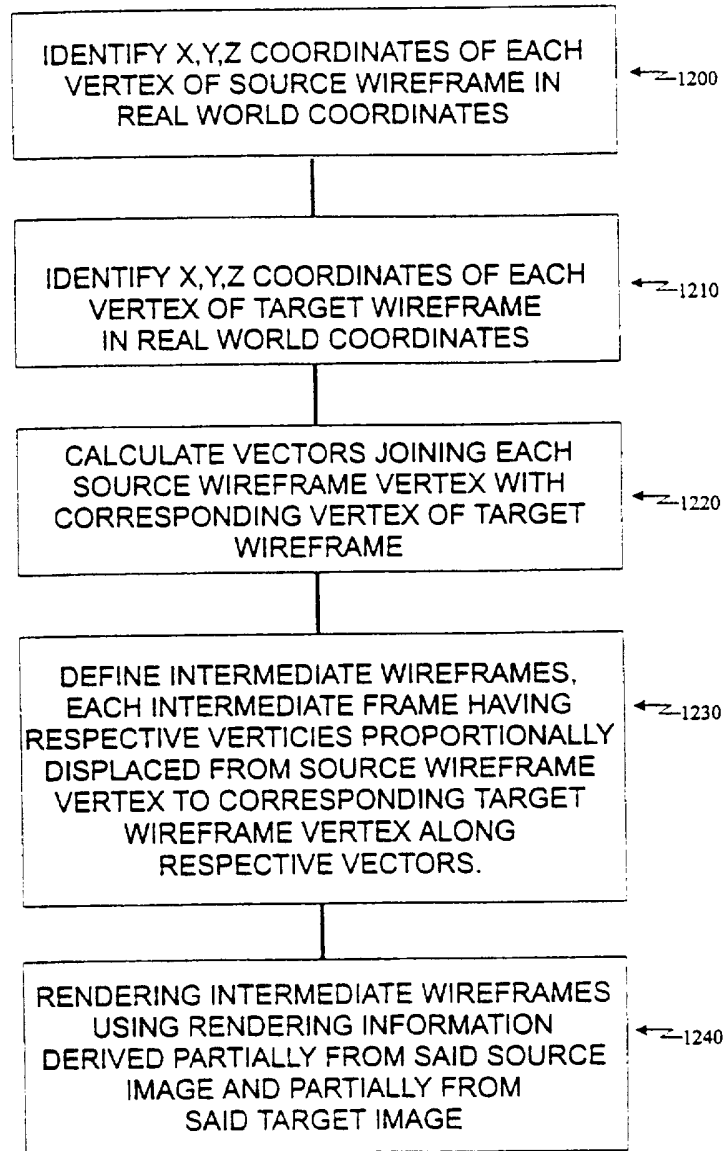 IDENTIFY X,Y,Z COORDINATES OF EACH
VERTEX OF SOURCE WIREFRAME IN
REAL WORLD COORDINATES
1200
IDENTIFY X,Y,Z COORDINATES OF EACH
VERTEX OF TARGET WIREFRAME
IN REAL WORLD COORDINATES
1210
CALCULATE VECTORS JOINING EACH
SOURCE WIREFRAME VERTEX WITH
CORRESPONDING VERTEX OF TARGET
WIREFRAME
1220
DEFINE INTERMEDIATE WIREFRAMES,
EACH INTERMEDIATE FRAME HAVING
RESPECTIVE VERTICIES PROPORTIONALLY
DISPLACED FROM SOURCE WIREFRAME
VERTEX TO CORRESPONDING TARGET
WIREFRAME VERTEX ALONG
RESPECTIVE VECTORS.
1230
RENDERING INTERMEDIATE WIREFRAMES
USING RENDERING INFORMATION
DERIVED PARTIALLY FROM SAID SOURCE
IMAGE AND PARTIALLY FROM
SAID TARGET IMAGE
1240